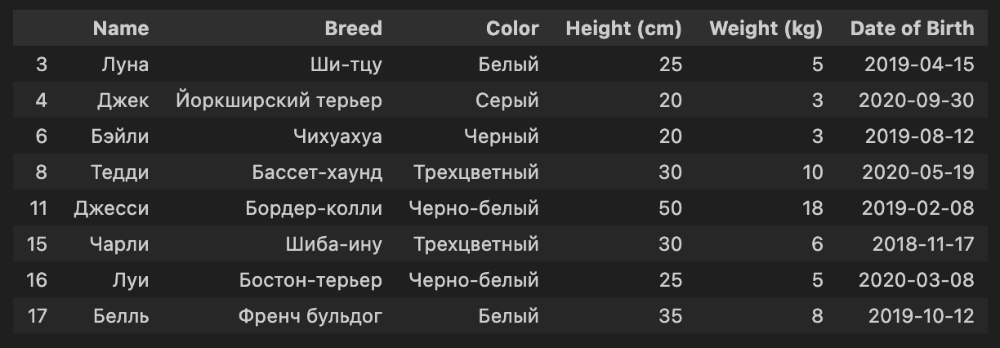 Name Breed Color Height (cm) Weight (kg) Date of Birth
3 Луна Ши-тцу Белый 25 5 2019-04-15
4 Джек Йоркширский терьер Серый 20 3 2020-09-30
6 Бэйли Чихуахуа Черный 20 3 2019-08-12
8 Тедди Бассет-хаунд Трехцветный 30 10 2020-05-19
11 Джесси Бордер-колли Черно-белый 50 18 2019-02-08
15 Чарли Шиба-ину Трехцветный 30 6 2018-11-17
16 Луи Бостон-терьер Черно-белый 25 5 2020-03-08
17 Белль Френч бульдог Белый 35 8 2019-10-12